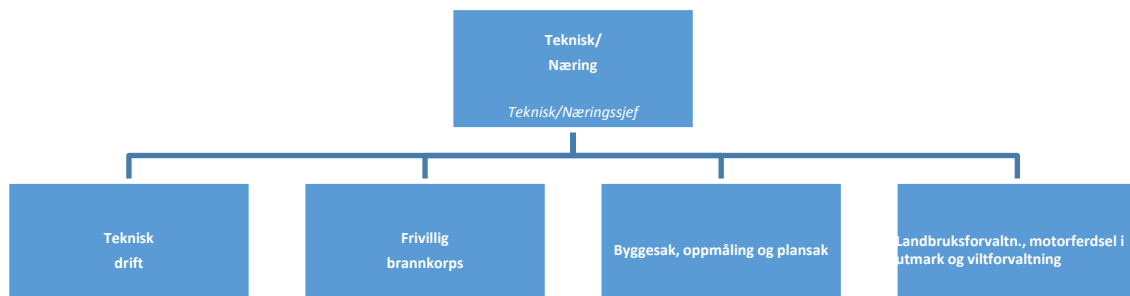 Teknisk/
Næring
Teknisk/Næringssjef
Teknisk
drift
Frivillig
brannkorps
Byggesak, oppmåling og plansak
Landbruksforvaltn., motorferdsel i
utmark og viltforvaltning